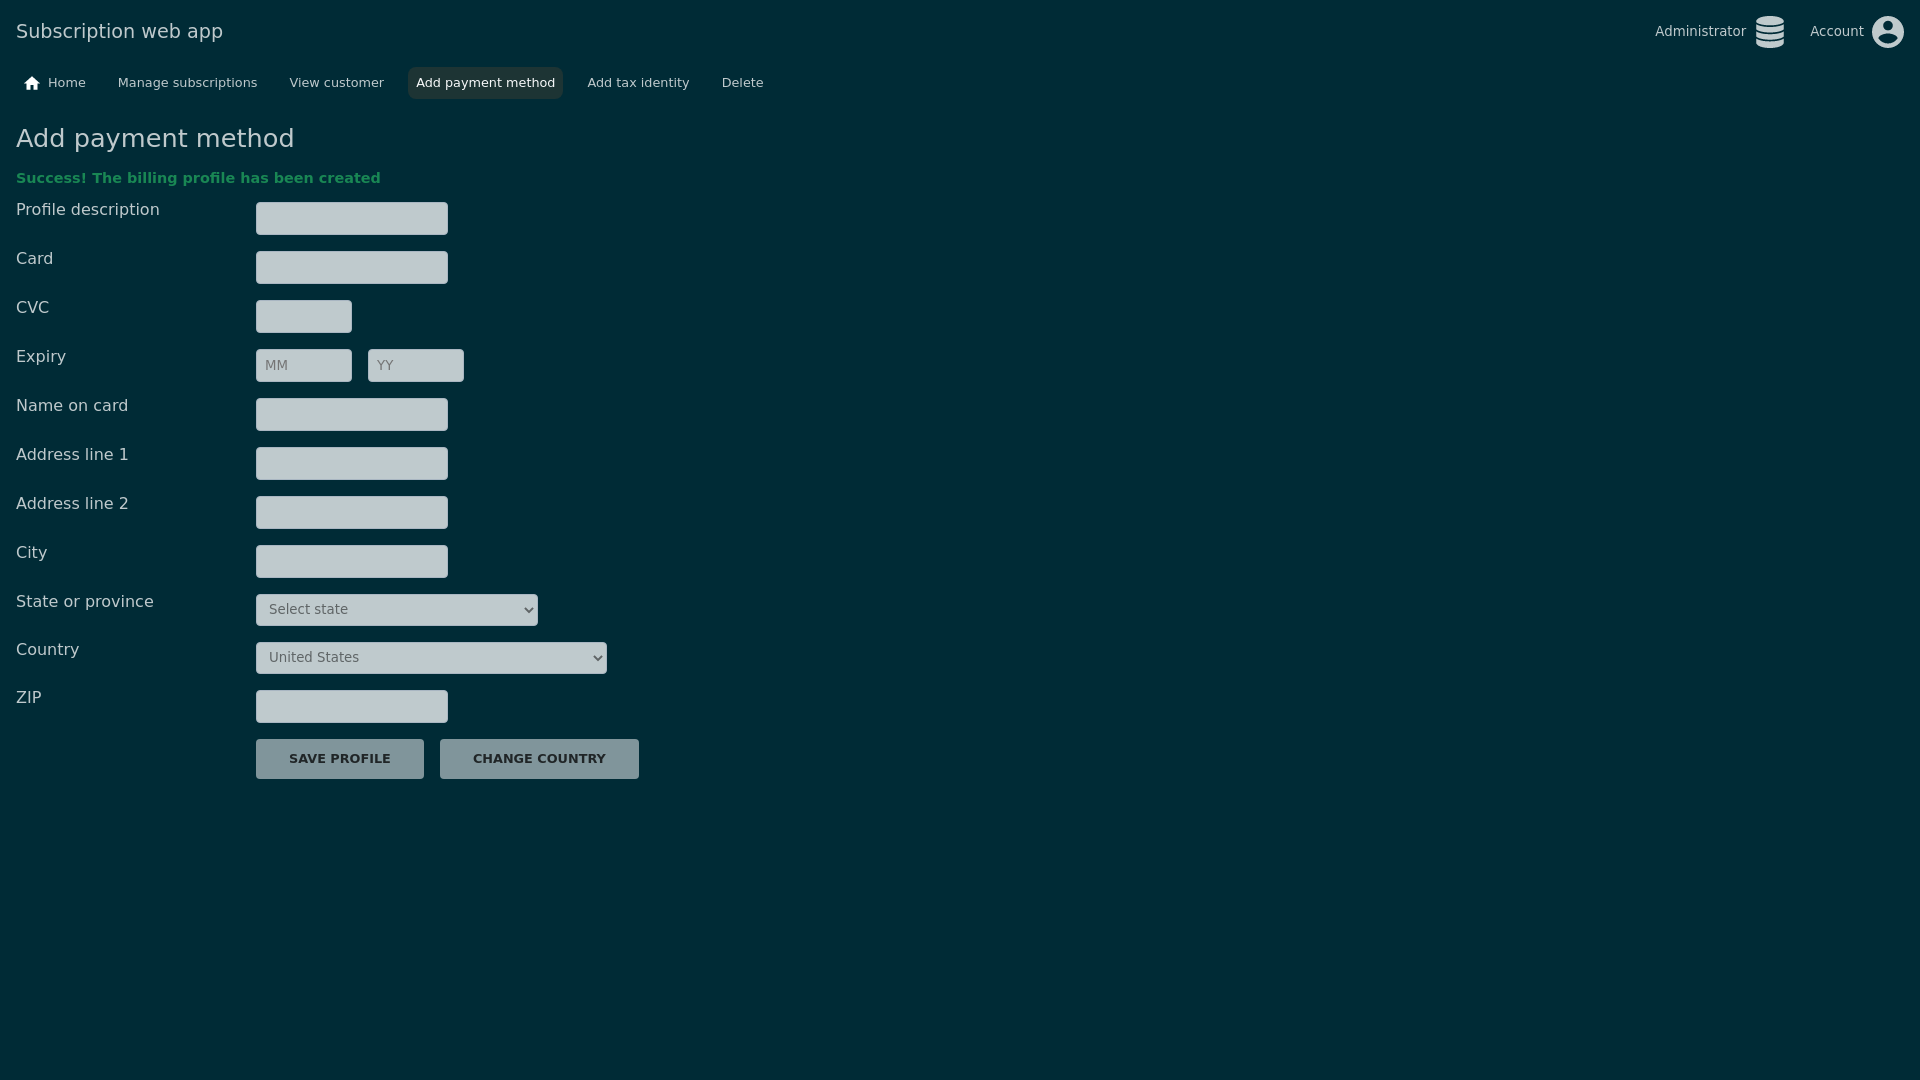 Subscription web app
Administrator
Account
Home
Manage subscriptions
View customer
Add payment method
Add tax identity
Delete
Add payment method
Success! The billing profile has been created
Profile description
Card
CVC
Expiry
MM
YY
Name on card
Address line 1
Address line 2
City
State or province
Select state
Country
United States
ZIP
SAVE PROFILE
CHANGE COUNTRY